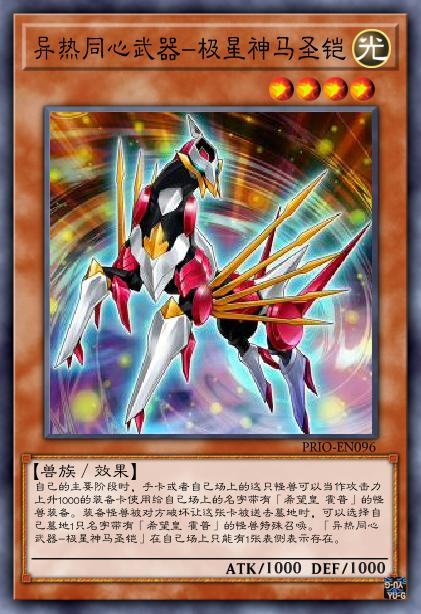 异热同心武器-极星神马圣铠
光
PRIO-EN096
【兽族/效果】
自己的主要阶段时，手卡或者自己场上的这只怪兽可以当作攻击力
上升1000的装备卡使用给自己场上的名字带有「希望皇 霍普」的怪
兽装备。装备怪兽被对方破坏让这张卡被送去墓地时，可以选择自
己墓地1只名字带有「希望皇 霍普」的怪兽特殊召唤。「异热同心
武器-极星神马圣铠」在自己场上只能有1张表侧表示存在。
ATK/1000 DEF/1000